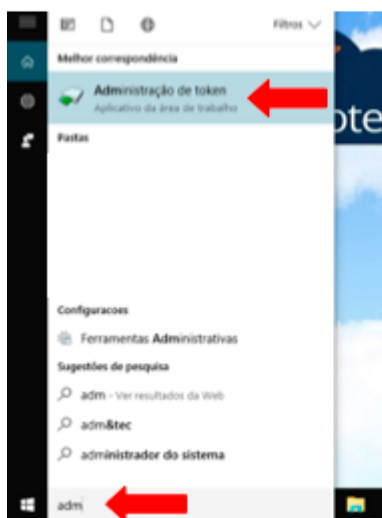 Filtros
Melhor correspondência
Administração de token
Aplicativo da área de trabalho
Pastas
Configuracoes
Ferramentas Administrativas
Sugestões de pesquisa
adm - Ver resultados da Web
adm&tec
administrador do sistema
adm
ote